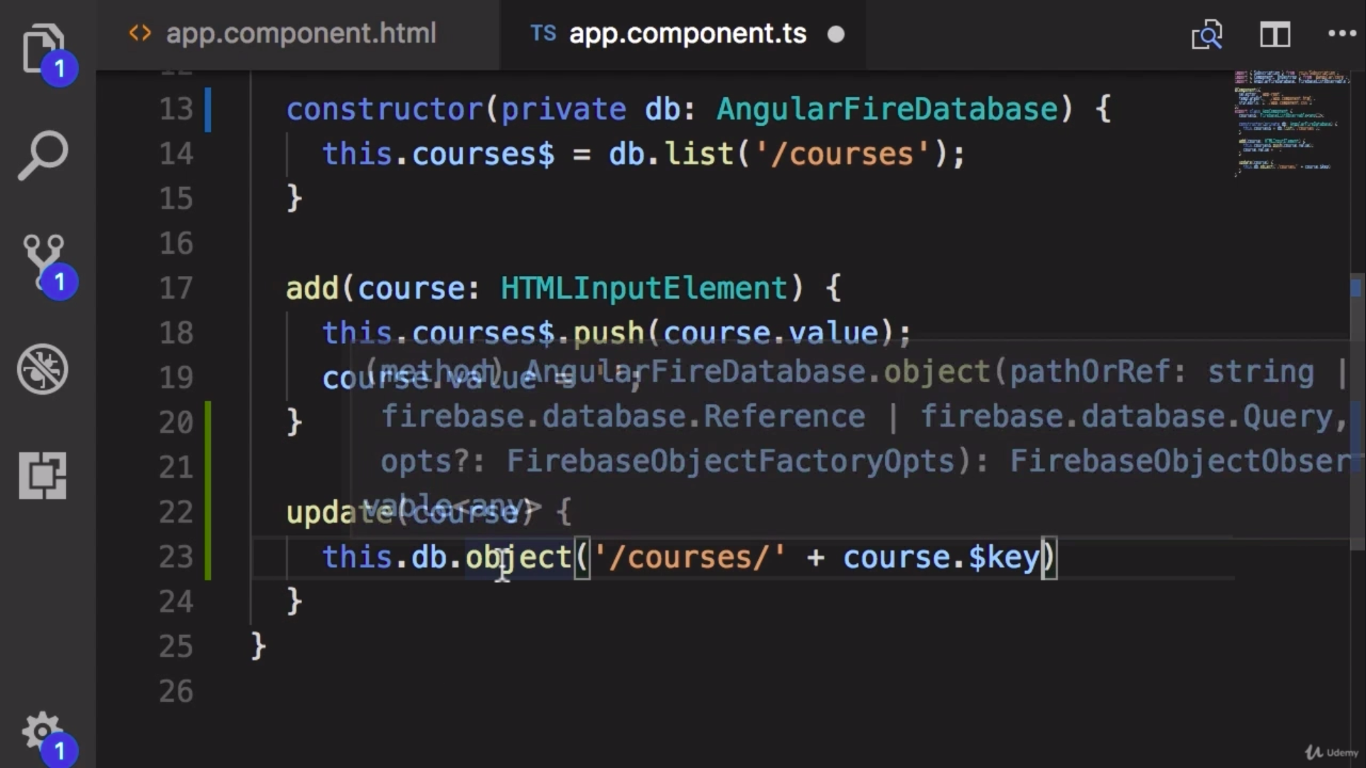 app.component.html
TS app.component.ts
1
13 constructor(private db: AngularFireDatabase) {
14 this.courses$ = db.list('/courses');
15 }
16
17 add(course: HTMLInputElement) {
18 this.courses$.push(course.value);
(method) AngularFireDatabase.object(pathOrRef: string |
19 course.value = '';
firebase.database.Reference | firebase.database.Query,
20 }
opts?: FirebaseObjectFactoryOpts): FirebaseObjectObser
21
vable<any>
22 update(course) {
23 this.db.object('/courses/' + course.$key)
24 }
25 }
26
1
1
Udemy